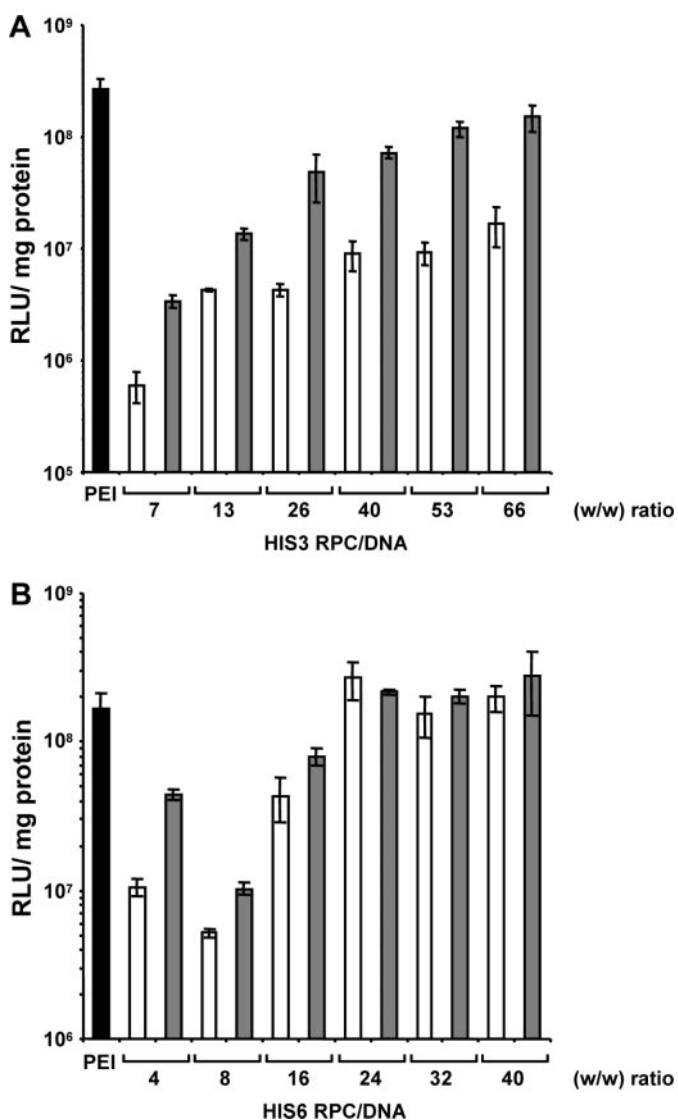 A
10⁹
10⁸
10⁷
10⁶
10⁵
RLU/ mg protein
PEI 7 13 26 40 53 66 (w/w) ratio
HIS3 RPC/DNA
B
10⁹
10⁸
10⁷
10⁶
RLU/ mg protein
PEI 4 8 16 24 32 40 (w/w) ratio
HIS6 RPC/DNA